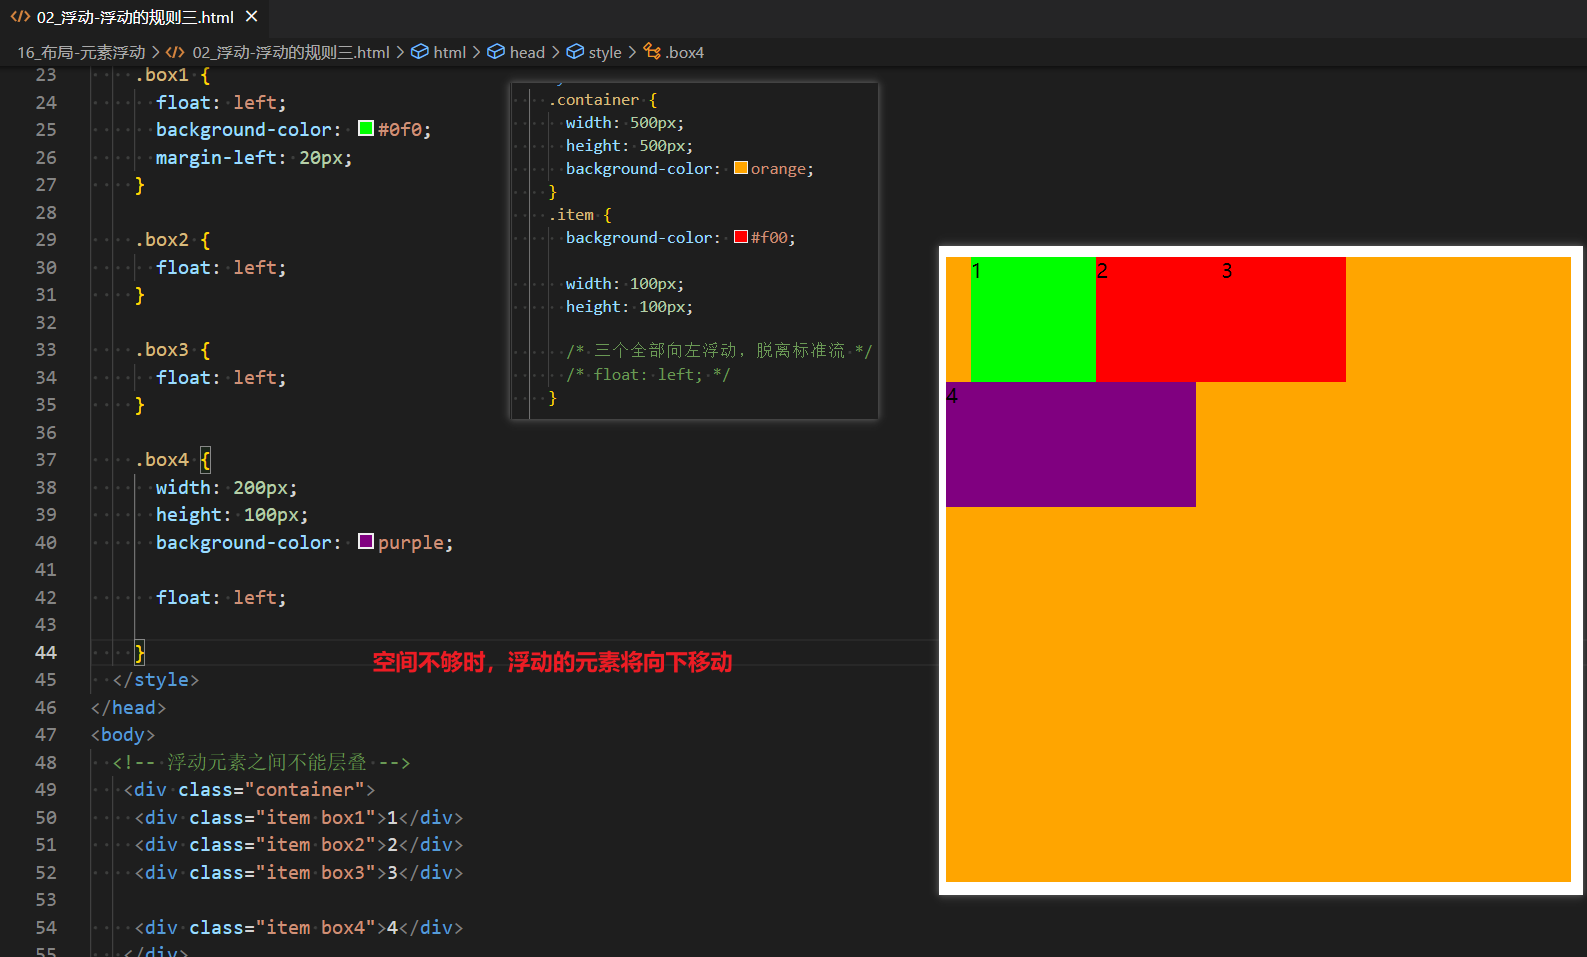 02_浮动-浮动的规则三.html
16_布局-元素浮动 > 02_浮动-浮动的规则三.html > html > head > style > .box4
23 .box1 {
24 float: left;
25 background-color: #0f0;
26 margin-left: 20px;
27 }
28
29 .box2 {
30 float: left;
31 }
32
33 .box3 {
34 float: left;
35 }
36
37 .box4 {
38 width: 200px;
39 height: 100px;
40 background-color: purple;
41
42 float: left;
43
44 }
45 </style>
46 </head>
47 <body>
48 <!-- 浮动元素之间不能层叠 -->
49 <div class="container">
50 <div class="item box1">1</div>
51 <div class="item box2">2</div>
52 <div class="item box3">3</div>
53
54 <div class="item box4">4</div>
55 </div>
.container {
width: 500px;
height: 500px;
background-color: orange;
}
.item {
background-color: #f00;
width: 100px;
height: 100px;
/* 三个全部向左浮动，脱离标准流 */
/* float: left; */
}
空间不够时，浮动的元素将向下移动
1 2 3
4